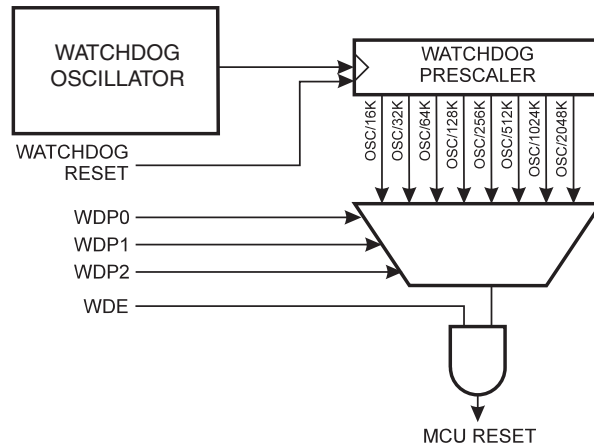 WATCHDOG
OSCILLATOR
WATCHDOG
PRESCALER
OSC/16K
OSC/32K
OSC/64K
OSC/128K
OSC/256K
OSC/512K
OSC/1024K
OSC/2048K
WATCHDOG
RESET
WDP0
WDP1
WDP2
WDE
MCU RESET